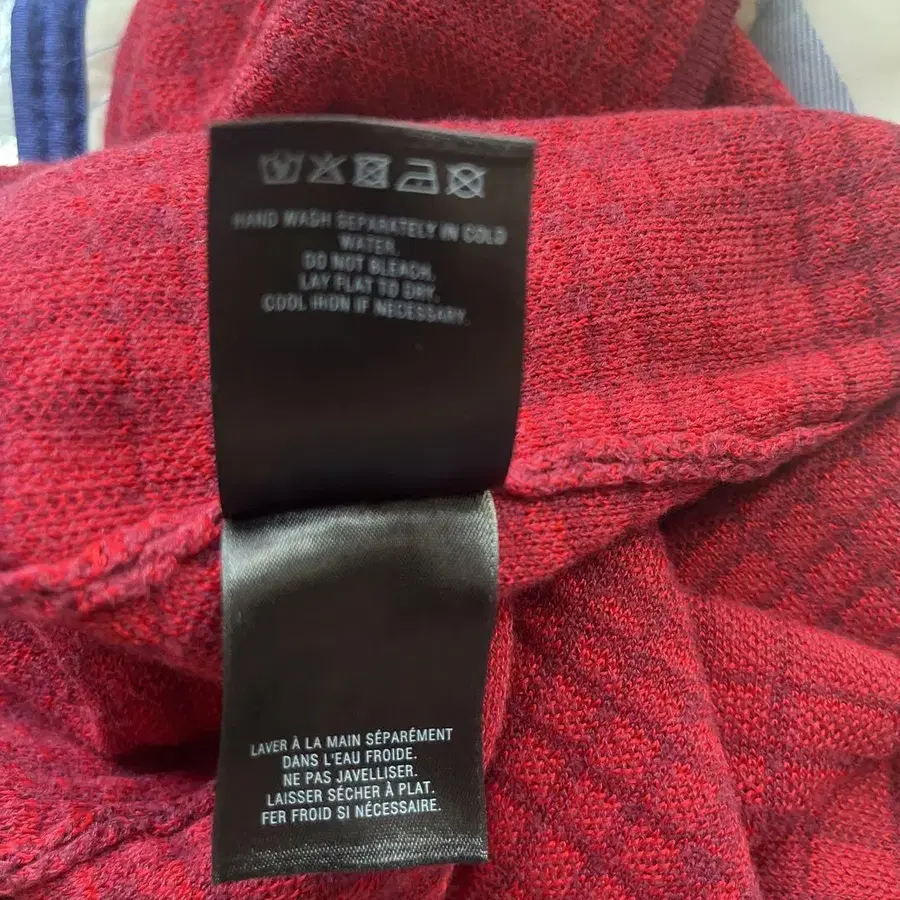 HAND WASH SEPARATELY IN COLD
WATER.
DO NOT BLEACH.
LAY FLAT TO DRY.
COOL IRON IF NECESSARY.
LAVER À LA MAIN SÉPARÉMENT
DANS L'EAU FROIDE.
NE PAS JAVELLISER.
LAISSER SÉCHER À PLAT.
FER FROID SI NÉCESSAIRE.